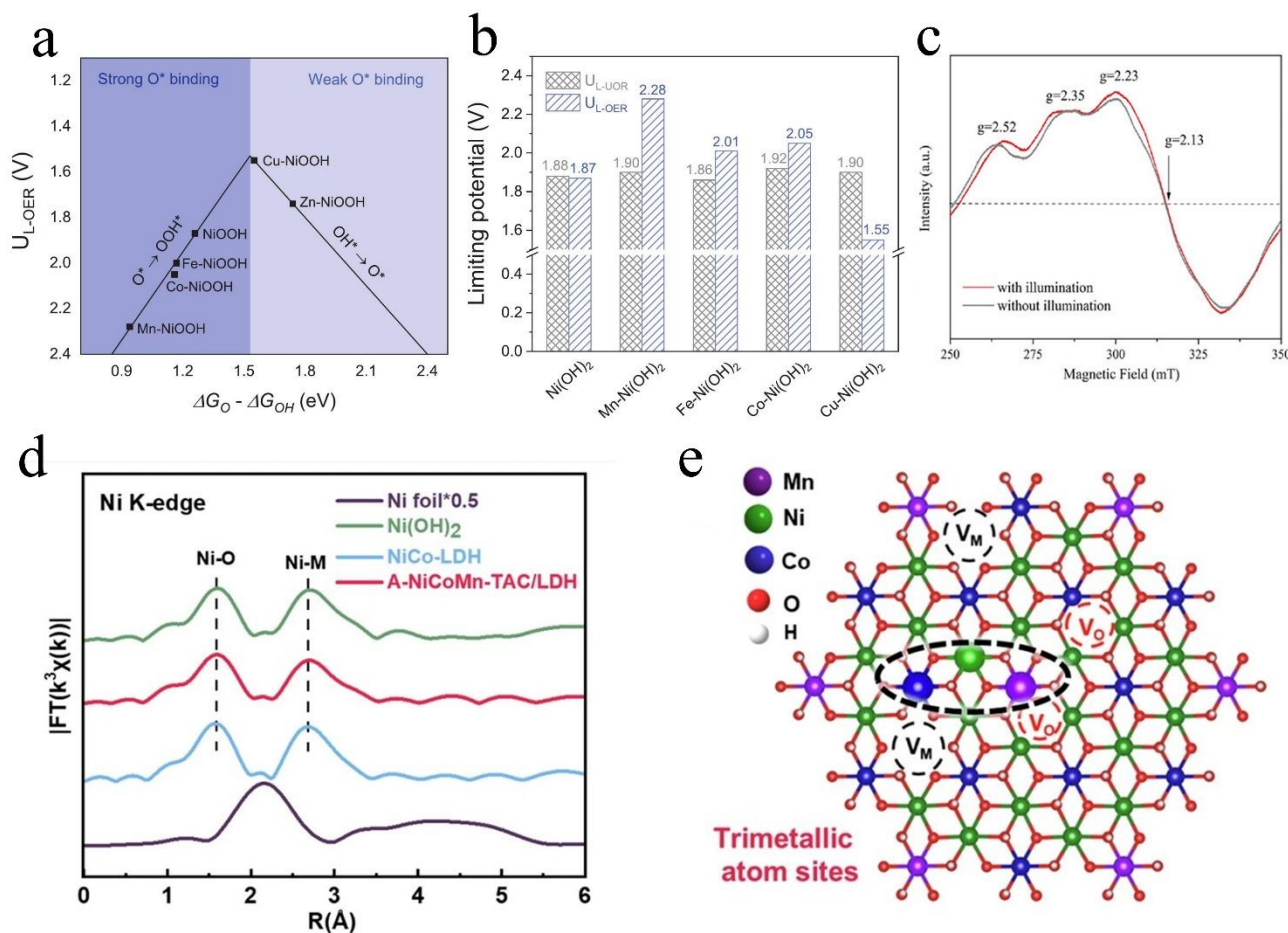 a
Strong O* binding
Weak O* binding
1.2
1.4
1.6
1.8
2.0
2.2
2.4
U_L-OER (V)
Cu-NiOOH
Zn-NiOOH
NiOOH
Fe-NiOOH
Co-NiOOH
Mn-NiOOH
O* → OOH*
OH* → O*
0.9 1.2 1.5 1.8 2.1 2.4
ΔG_O - ΔG_OH (eV)
b
U_L-UOR
U_L-OER
Limiting potential (V)
2.4
2.2
2.0
1.8
1.6
0.4
0.2
0.0
1.88 1.87 1.90 2.28 1.86 2.01 1.92 2.05 1.90 1.55
Ni(OH)₂
Mn-Ni(OH)₂
Fe-Ni(OH)₂
Co-Ni(OH)₂
Cu-Ni(OH)₂
c
g=2.52
g=2.35
g=2.23
g=2.13
Intensity (a.u.)
with illumination
without illumination
250 275 300 325 350
Magnetic Field (mT)
d
Ni K-edge
Ni foil*0.5
Ni(OH)₂
NiCo-LDH
A-NiCoMn-TAC/LDH
Ni-O
Ni-M
|FT(k³χ(k))|
0 1 2 3 4 5 6
R(Å)
e
Mn
Ni
Co
O
H
V_M
V_O
V_O
V_M
Trimetallic
atom sites